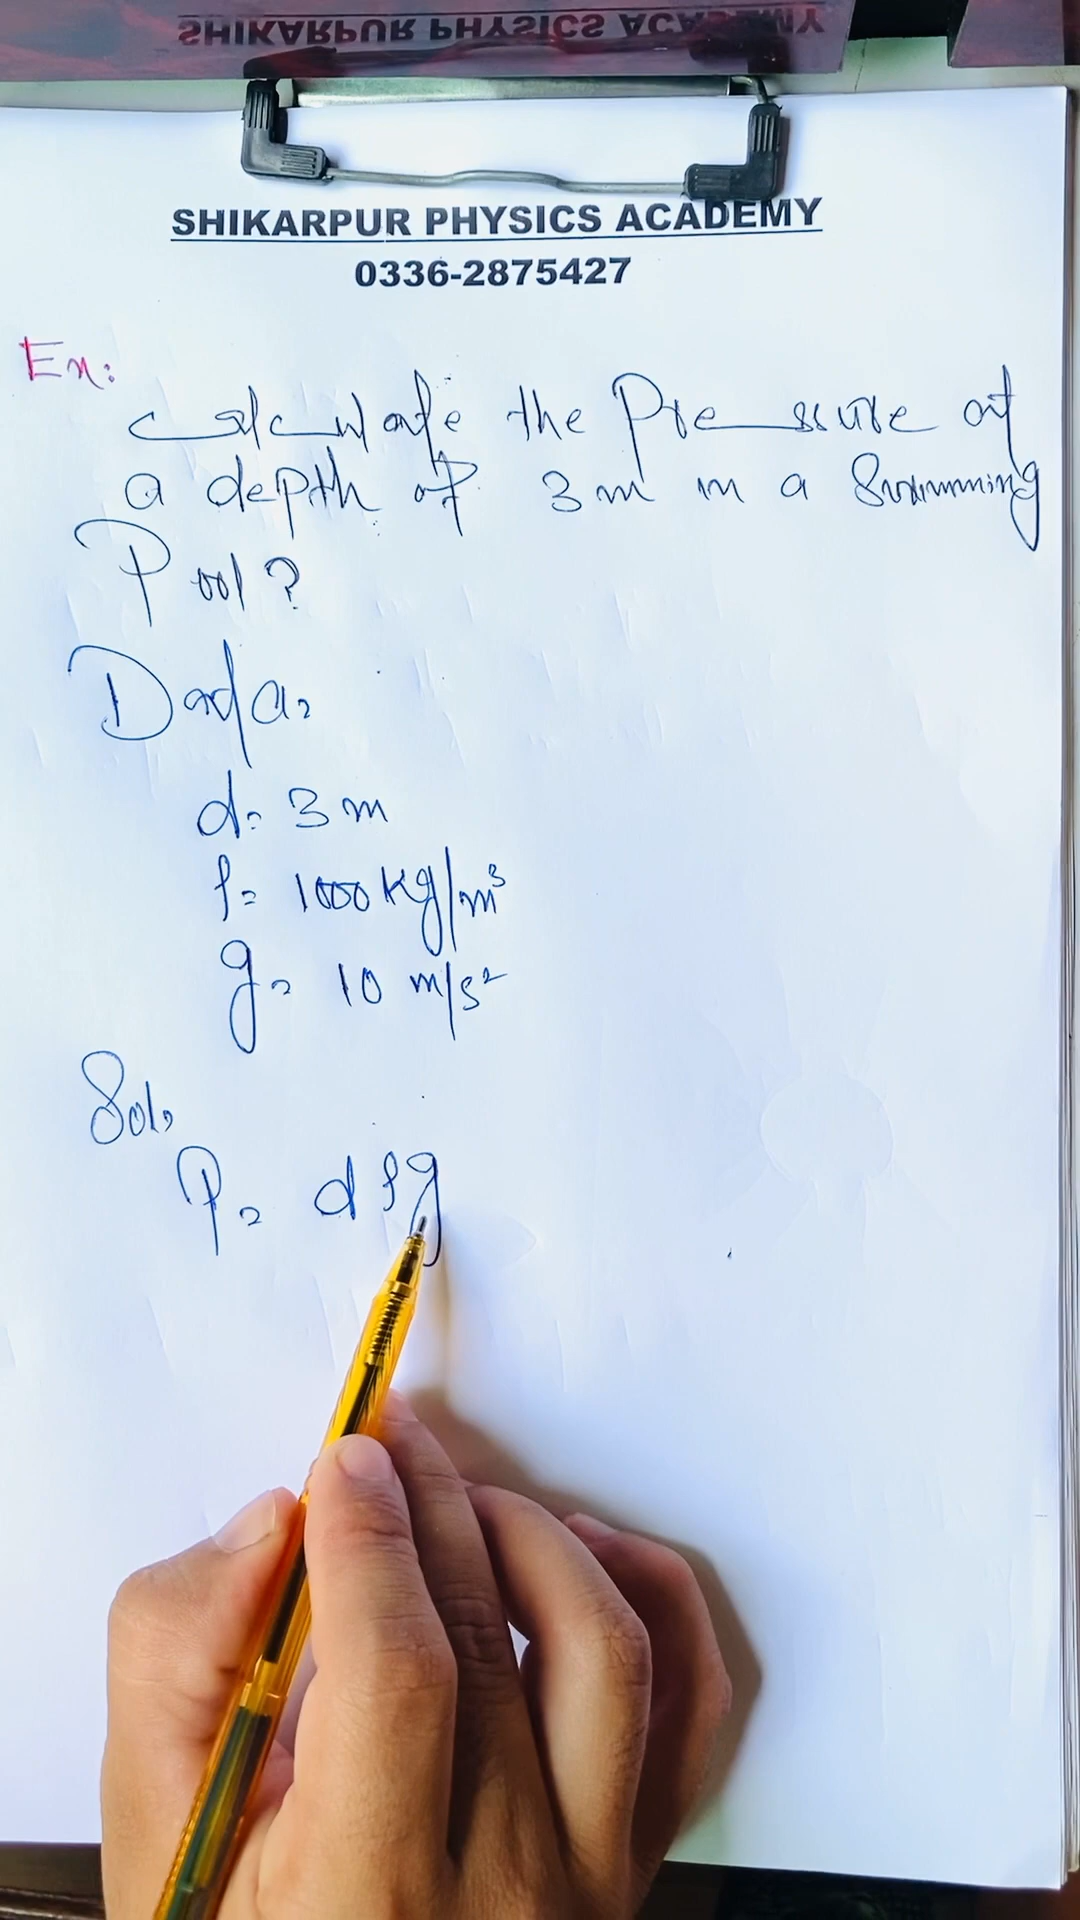 SHIKARPUR PHYSICS ACADEMY
SHIKARPUR PHYSICS ACADEMY
0336-2875427
Ex:
Calculate the Pressure at
a depth of 3m in a Swimming
Pool?
Data=
d= 3m
ρ= 1000 kg/m³
g= 10 m/s²
Sol=
P= dρg